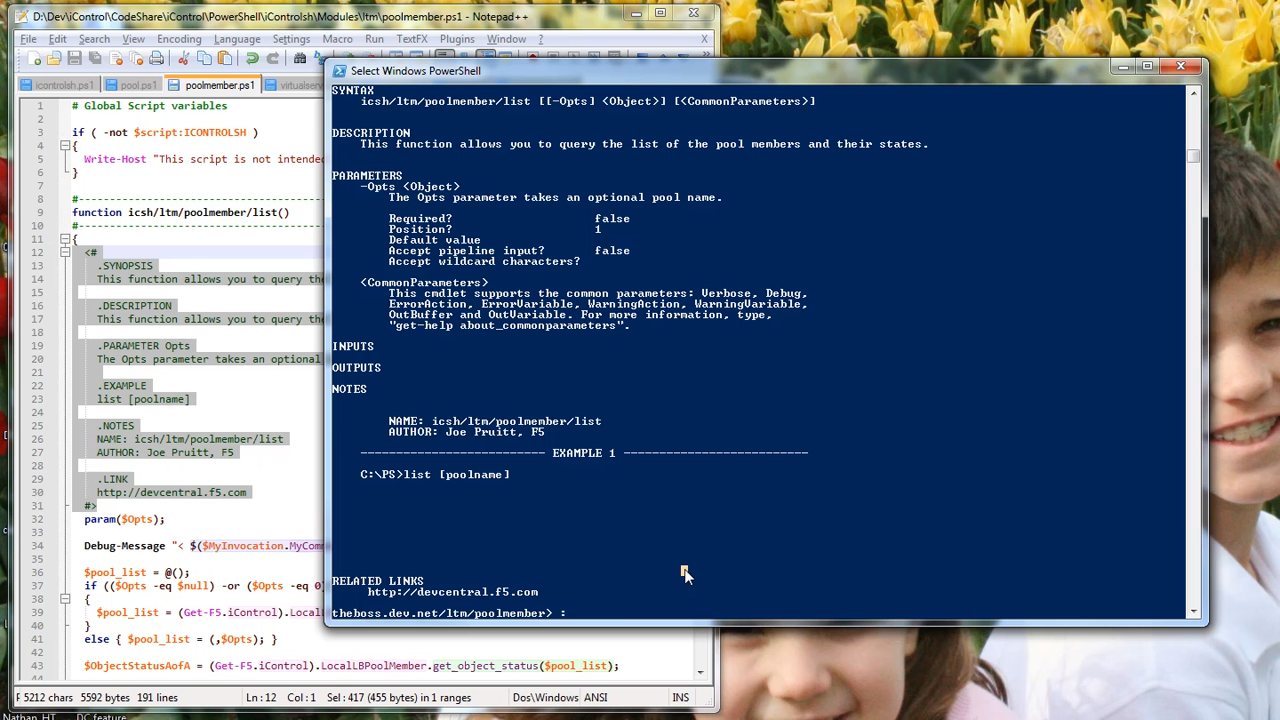 D:\Dev\iControl\CodeShare\iControl\PowerShell\iControlsh\Modules\ltm\poolmember.ps1 - Notepad++
File Edit Search View Encoding Language Settings Macro Run TextFX Plugins Window ? X
icontrolsh.ps1 pool.ps1 poolmember.ps1
1 # Global Script variables
2
3 if ( -not $script:ICONTROLSH )
4 {
5 Write-Host "This script is not intended
6 }
7
8 #---------------------------------------
9 function icsh/ltm/poolmember/list()
10 #---------------------------------------
11 {
12 <#
13 .SYNOPSIS
14 This function allows you to query the
15
16 .DESCRIPTION
17 This function allows you to query the
18
19 .PARAMETER Opts
20 The Opts parameter takes an optional
21
22 .EXAMPLE
23 list [poolname]
24
25 .NOTES
26 NAME: icsh/ltm/poolmember/list
27 AUTHOR: Joe Pruitt, F5
28
29 .LINK
30 http://devcentral.f5.com
31 #>
32 param($Opts);
33
34 Debug-Message "< $($MyInvocation.MyComm
35
36 $pool_list = @();
37 if (($Opts -eq $null) -or ($Opts -eq 0)
38 {
39 $pool_list = (Get-F5.iControl).Local
40 }
41 else { $pool_list = (,$Opts); }
42
43 $ObjectStatusAofA = (Get-F5.iControl).LocalLBPoolMember.get_object_status($pool_list);
5212 chars 5592 bytes 191 lines Ln : 12 Col : 1 Sel : 417 (455 bytes) in 1 ranges Dos\Windows ANSI INS
Select Windows PowerShell
SYNTAX
icsh/ltm/poolmember/list [[-Opts] <Object>] [<CommonParameters>]
DESCRIPTION
This function allows you to query the list of the pool members and their states.
PARAMETERS
-Opts <Object>
The Opts parameter takes an optional pool name.
Required? false
Position? 1
Default value
Accept pipeline input? false
Accept wildcard characters?
<CommonParameters>
This cmdlet supports the common parameters: Verbose, Debug,
ErrorAction, ErrorVariable, WarningAction, WarningVariable,
OutBuffer and OutVariable. For more information, type,
"get-help about_commonparameters".
INPUTS
OUTPUTS
NOTES
NAME: icsh/ltm/poolmember/list
AUTHOR: Joe Pruitt, F5
-------------------------- EXAMPLE 1 --------------------------
C:\PS>list [poolname]
RELATED LINKS
http://devcentral.f5.com
theboss.dev.net/ltm/poolmember> :
Nathan HT DC feature